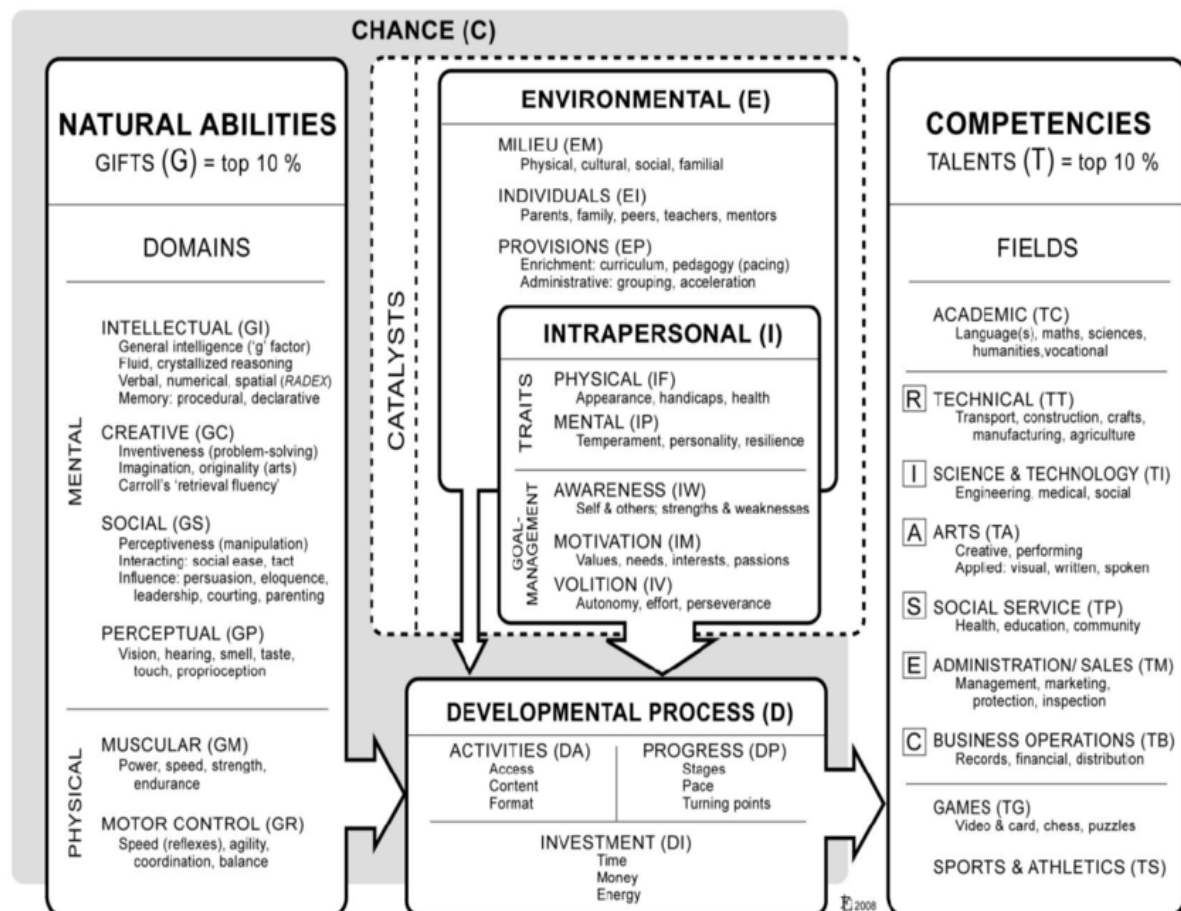 CHANCE (C)
NATURAL ABILITIES
GIFTS (G) = top 10 %
DOMAINS
MENTAL
INTELLECTUAL (GI)
General intelligence ('g' factor)
Fluid, crystallized reasoning
Verbal, numerical, spatial (RADEX)
Memory: procedural, declarative
CREATIVE (GC)
Inventiveness (problem-solving)
Imagination, originality (arts)
Carroll's 'retrieval fluency'
SOCIAL (GS)
Perceptiveness (manipulation)
Interacting: social ease, tact
Influence: persuasion, eloquence,
leadership, courting, parenting
PERCEPTUAL (GP)
Vision, hearing, smell, taste,
touch, proprioception
PHYSICAL
MUSCULAR (GM)
Power, speed, strength,
endurance
MOTOR CONTROL (GR)
Speed (reflexes), agility,
coordination, balance
CATALYSTS
ENVIRONMENTAL (E)
MILIEU (EM)
Physical, cultural, social, familial
INDIVIDUALS (EI)
Parents, family, peers, teachers, mentors
PROVISIONS (EP)
Enrichment: curriculum, pedagogy (pacing)
Administrative: grouping, acceleration
INTRAPERSONAL (I)
TRAITS
PHYSICAL (IF)
Appearance, handicaps, health
MENTAL (IP)
Temperament, personality, resilience
GOAL-
MANAGEMENT
AWARENESS (IW)
Self & others; strengths & weaknesses
MOTIVATION (IM)
Values, needs, interests, passions
VOLITION (IV)
Autonomy, effort, perseverance
DEVELOPMENTAL PROCESS (D)
ACTIVITIES (DA)
Access
Content
Format
PROGRESS (DP)
Stages
Pace
Turning points
INVESTMENT (DI)
Time
Money
Energy
2008
COMPETENCIES
TALENTS (T) = top 10 %
FIELDS
ACADEMIC (TC)
Language(s), maths, sciences,
humanities,vocational
R TECHNICAL (TT)
Transport, construction, crafts,
manufacturing, agriculture
I SCIENCE & TECHNOLOGY (TI)
Engineering, medical, social
A ARTS (TA)
Creative, performing
Applied: visual, written, spoken
S SOCIAL SERVICE (TP)
Health, education, community
E ADMINISTRATION/ SALES (TM)
Management, marketing,
protection, inspection
C BUSINESS OPERATIONS (TB)
Records, financial, distribution
GAMES (TG)
Video & card, chess, puzzles
SPORTS & ATHLETICS (TS)